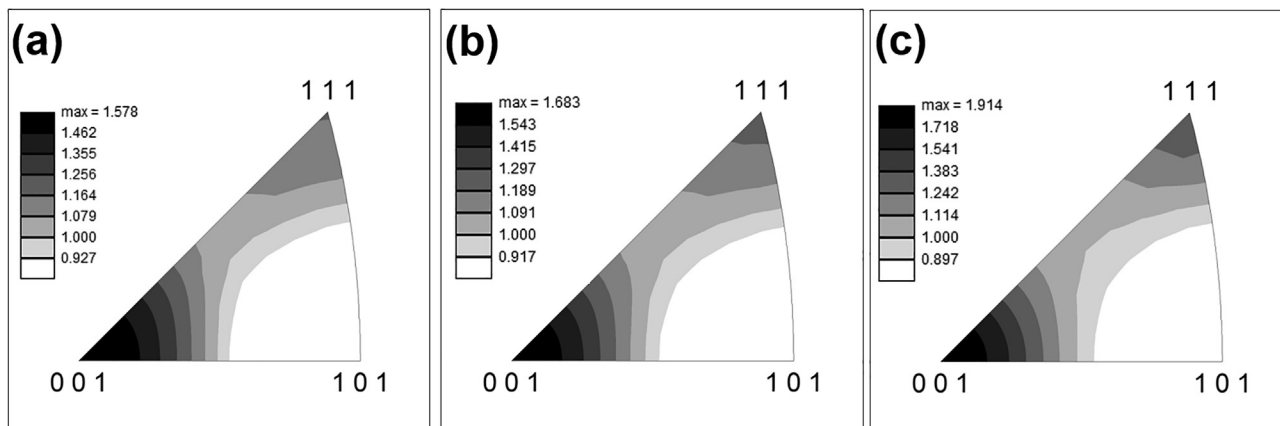 (a)
1 1 1
max = 1.578
1.462
1.355
1.256
1.164
1.079
1.000
0.927
0 0 1
1 0 1
(b)
1 1 1
max = 1.683
1.543
1.415
1.297
1.189
1.091
1.000
0.917
0 0 1
1 0 1
(c)
1 1 1
max = 1.914
1.718
1.541
1.383
1.242
1.114
1.000
0.897
0 0 1
1 0 1